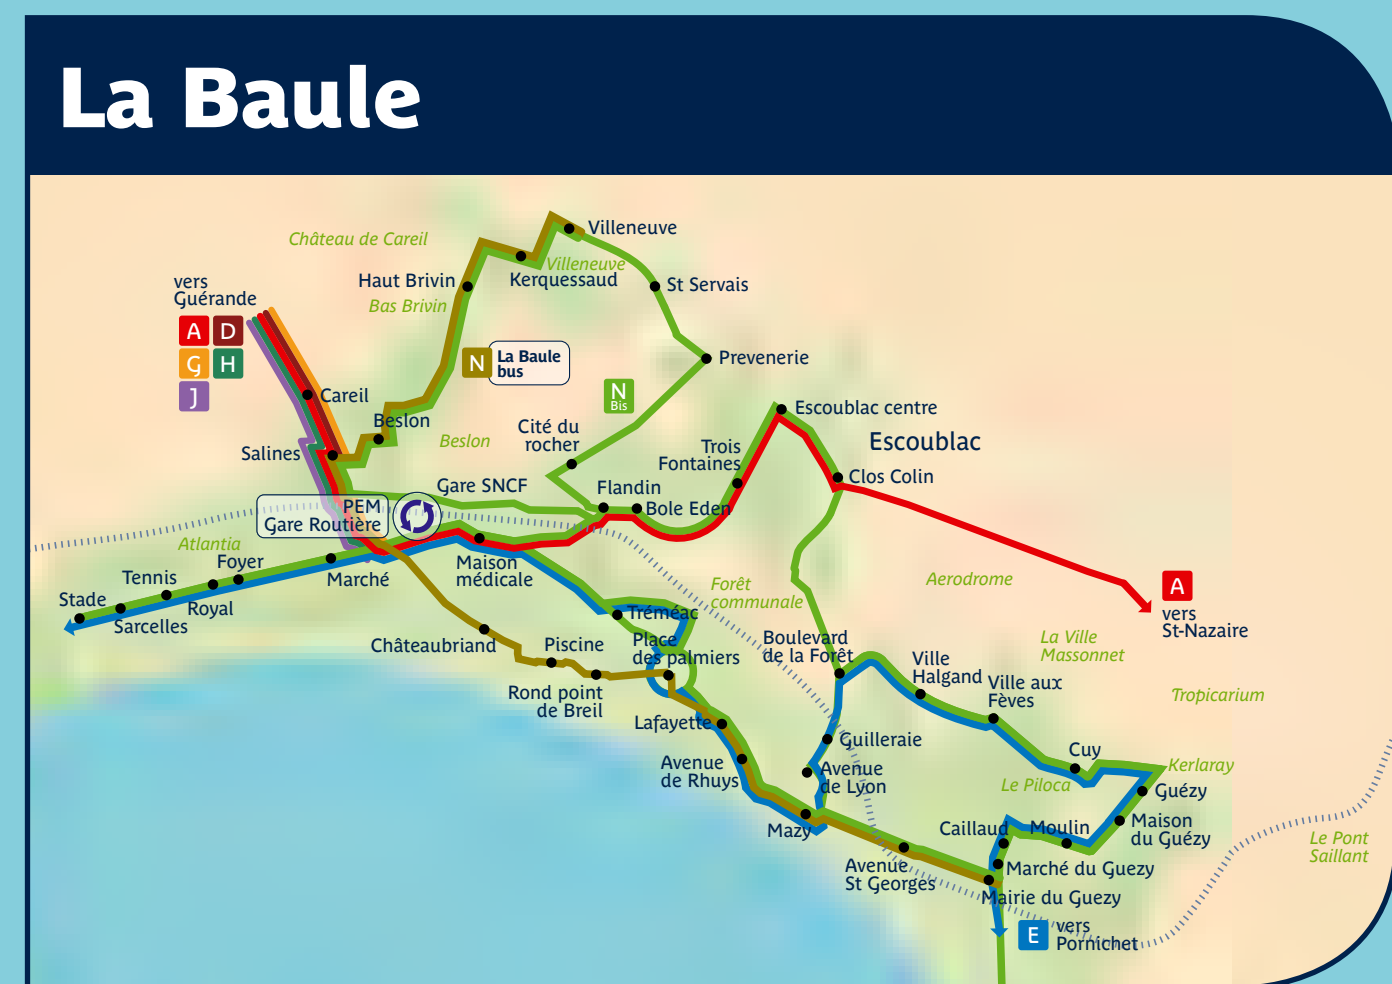 La Baule
Château de Careil
Villeneuve
Villeneuve
Haut Brivin
Kerquessaud
Bas Brivin
St Servais
vers
Guérande
A D
G H
J
N
La Baule
bus
Prevenerie
N
Bis
Careil
Beslon
Beslon
Salines
Cité du
rocher
Escoublac centre
Escoublac
Trois
Fontaines
Clos Colin
Gare SNCF
Flandin
Bole Eden
PEM
Gare Routière
Atlantia
Foyer
Tennis
Stade
Sarcelles
Royal
Marché
Maison
médicale
Forêt
communale
Aerodrome
A
vers
St-Nazaire
Tréméac
Châteaubriand
Piscine
Place
des palmiers
Boulevard
de la Forêt
La Ville
Massonnet
Ville
Halgand
Ville aux
Fèves
Tropicarium
Rond point
de Breil
Lafayette
Guilleraie
Cuy
Kerlaray
Avenue
de Rhuys
Avenue
de Lyon
Le Piloca
Guézy
Mazy
Caillaud
Moulin
Maison
du Guézy
Le Pont
Saillant
Avenue
St Georges
Marché du Guezy
Mairie du Guezy
E
vers
Pornichet